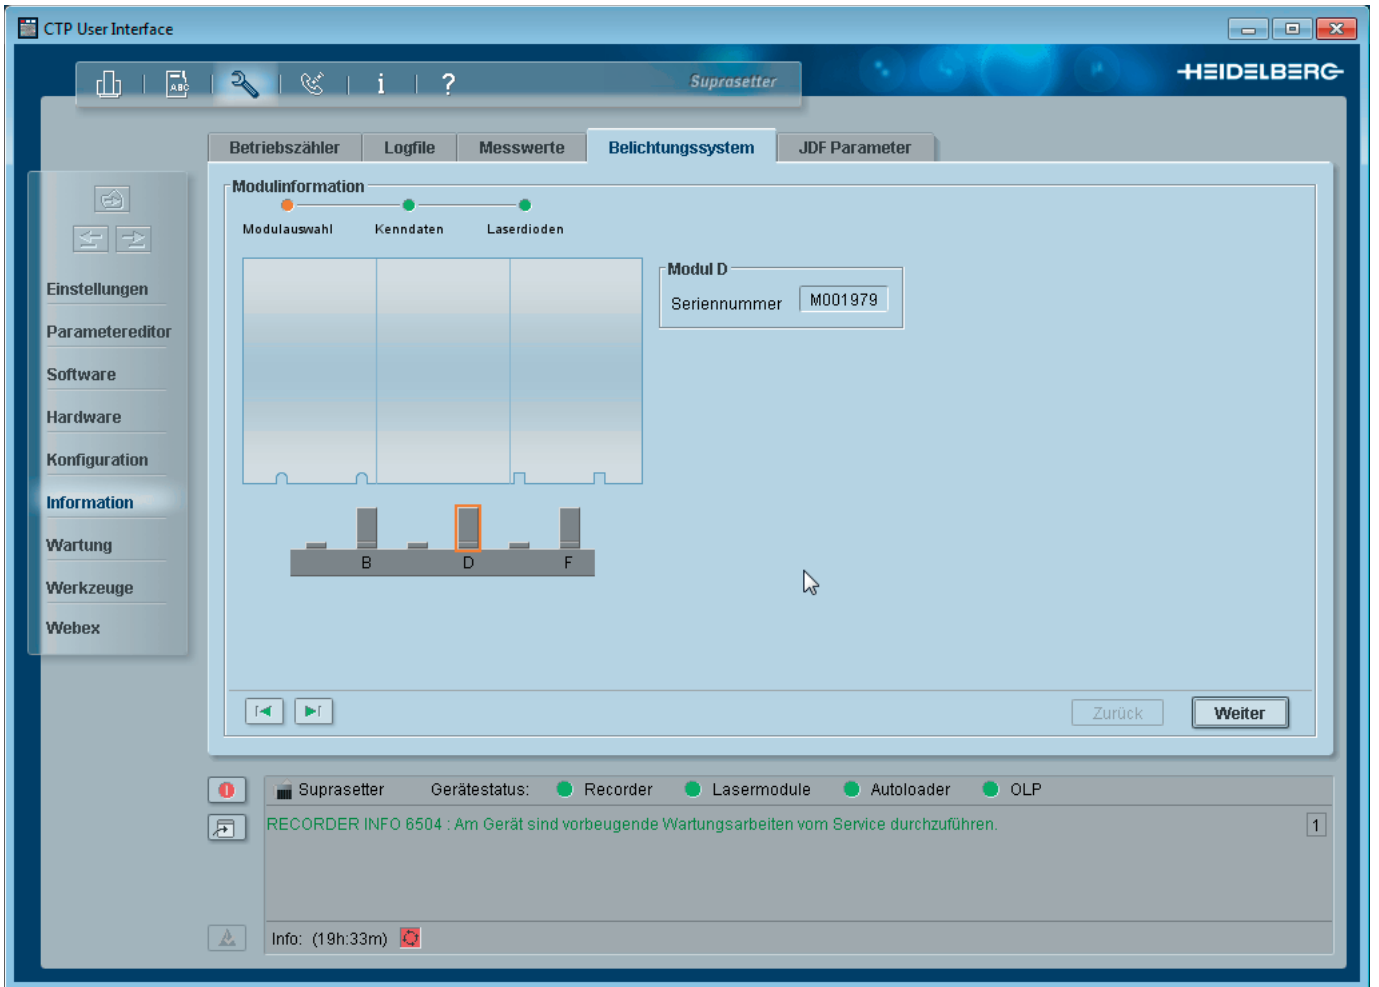 CTP User Interface
i ? Suprasetter HEIDELBERG
ABC
Betriebszähler Logfile Messwerte Belichtungssystem JDF Parameter
Modulinformation
Modulauswahl Kenndaten Laserdioden
Modul D
Seriennummer M001979
Einstellungen
Parametereditor
Software
Hardware
Konfiguration
Information
Wartung
Werkzeuge
Webex
B D F
Zurück Weiter
Suprasetter Gerätestatus: Recorder Lasermodule Autoloader OLP
RECORDER INFO 6504 : Am Gerät sind vorbeugende Wartungsarbeiten vom Service durchzuführen. 1
Info: (19h:33m)